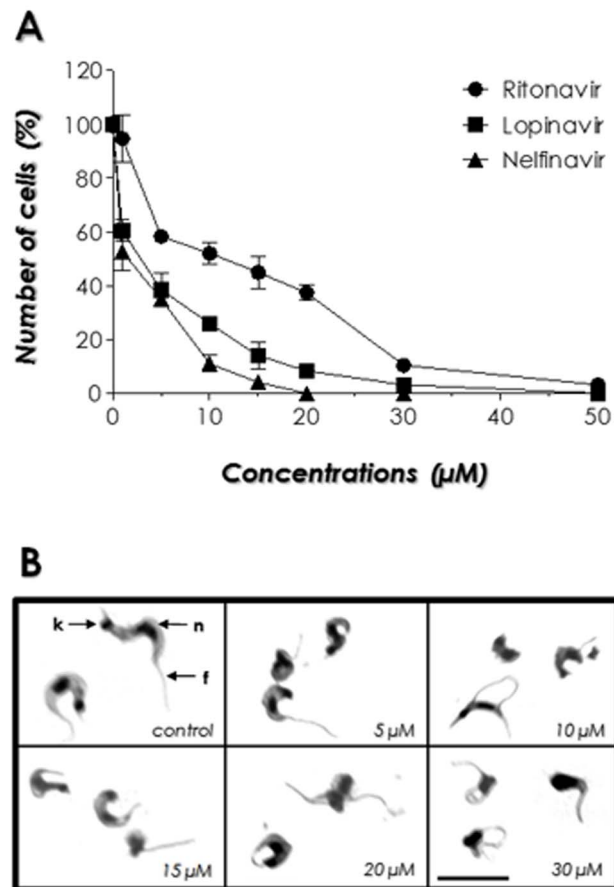 A
Number of cells (%)
120
100
80
60
40
20
0
Ritonavir
Lopinavir
Nelfinavir
0 10 20 30 40 50
Concentrations (µM)
B
k n
f
control
5 µM
10 µM
15 µM
20 µM
30 µM